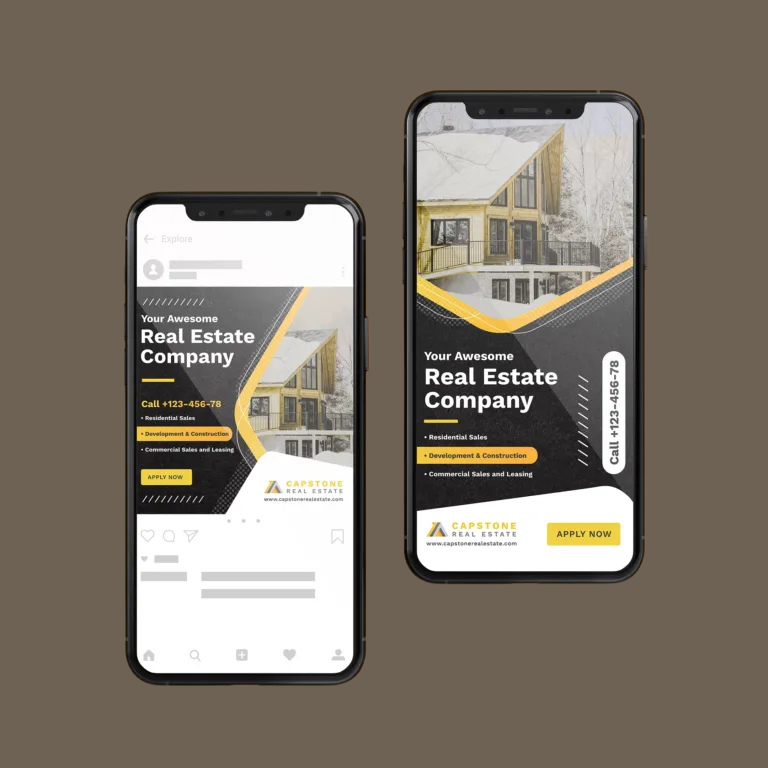 Explore
Your Awesome
Real Estate
Company
Call +123-456-78
• Residential Sales
• Development & Construction
• Commercial Sales and Leasing
APPLY NOW
CAPSTONE
REAL ESTATE
www.capstonerealestate.com
Your Awesome
Real Estate
Company
• Residential Sales
• Development & Construction
• Commercial Sales and Leasing
Call +123-456-78
CAPSTONE
REAL ESTATE
www.capstonerealestate.com
APPLY NOW